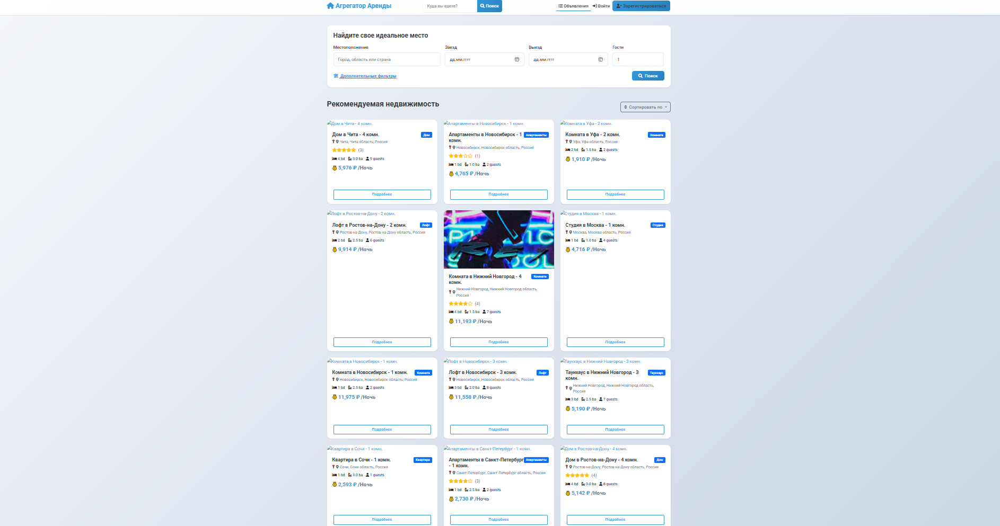 Агрегатор Аренды
Куда вы едете?
Поиск
Объявления
Войти
Зарегистрироваться
Найдите свое идеальное место
Местоположение
Заезд
Выезд
Гости
Город, область или страна
дд.мм.гггг
дд.мм.гггг
1
Дополнительные фильтры
Поиск
Рекомендуемая недвижимость
Сортировать по
Дом в Чита - 4 комн.
Дом в Чита - 4 комн.
Дом
Чита, Чита область, Россия
(3)
4 bd 3.0 ba 9 guests
5,976 ₽ /Ночь
Подробнее
Апартаменты в Новосибирск - 1 комн.
Апартаменты в Новосибирск - 1
комн.
Апартаменты
Новосибирск, Новосибирск область, Россия
(1)
1 bd 1.0 ba 2 guests
4,765 ₽ /Ночь
Подробнее
Комната в Уфа - 2 комн.
Комната в Уфа - 2 комн.
Комната
Уфа, Уфа область, Россия
2 bd 1.5 ba 2 guests
1,910 ₽ /Ночь
Подробнее
Лофт в Ростов-на-Дону - 2 комн.
Лофт в Ростов-на-Дону - 2 комн.
Лофт
Ростов-на-Дону, Ростов-на-Дону область, Россия
2 bd 2.5 ba 6 guests
9,914 ₽ /Ночь
Подробнее
Комната в Нижний Новгород - 4
комн.
Комната
Нижний Новгород, Нижний Новгород область,
Россия
(4)
4 bd 1.5 ba 7 guests
11,193 ₽ /Ночь
Подробнее
Студия в Москва - 1 комн.
Студия в Москва - 1 комн.
Студия
Москва, Москва область, Россия
1 bd 1.0 ba 4 guests
4,716 ₽ /Ночь
Подробнее
Комната в Новосибирск - 1 комн.
Комната в Новосибирск - 1 комн.
Комната
Новосибирск, Новосибирск область, Россия
1 bd 2.5 ba 2 guests
11,975 ₽ /Ночь
Подробнее
Лофт в Новосибирск - 3 комн.
Лофт в Новосибирск - 3 комн.
Лофт
Новосибирск, Новосибирск область, Россия
3 bd 2.0 ba 8 guests
11,558 ₽ /Ночь
Подробнее
Таунхаус в Нижний Новгород - 3 комн.
Таунхаус в Нижний Новгород - 3
комн.
Таунхаус
Нижний Новгород, Нижний Новгород область,
Россия
3 bd 2.5 ba 7 guests
5,190 ₽ /Ночь
Подробнее
Квартира в Сочи - 1 комн.
Квартира в Сочи - 1 комн.
Квартира
Сочи, Сочи область, Россия
1 bd 3.0 ba 1 guests
2,593 ₽ /Ночь
Подробнее
Апартаменты в Санкт-Петербург - 1 комн.
Апартаменты в Санкт-Петербург
- 1 комн.
Апартаменты
Санкт-Петербург, Санкт-Петербург область, Россия
(3)
1 bd 2.5 ba 2 guests
2,730 ₽ /Ночь
Подробнее
Дом в Ростов-на-Дону - 4 комн.
Дом в Ростов-на-Дону - 4 комн.
Дом
Ростов-на-Дону, Ростов-на-Дону область, Россия
(4)
4 bd 3.0 ba 8 guests
5,142 ₽ /Ночь
Подробнее